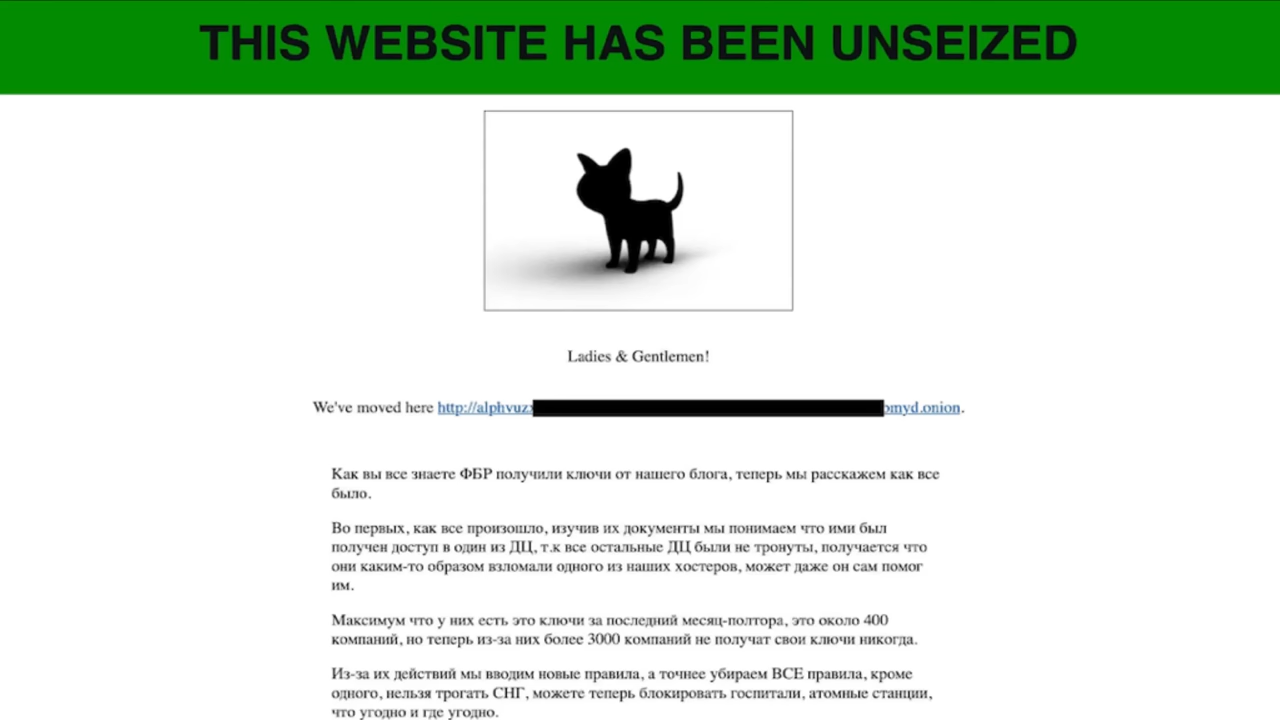 THIS WEBSITE HAS BEEN UNSEIZED
Ladies & Gentlemen!
We've moved here http://alphvuz myd.onion.
Как вы все знаете ФБР получили ключи от нашего блога, теперь мы расскажем как все
было.
Во первых, как все произошло, изучив их документы мы понимаем что ими был
получен доступ в один из ДЦ, т.к все остальные ДЦ были не тронуты, получается что
они каким-то образом взломали одного из наших хостеров, может даже он сам помог
им.
Максимум что у них есть это ключи за последний месяц-полтора, это около 400
компаний, но теперь из-за них более 3000 компаний не получат свои ключи никогда.
Из-за их действий мы вводим новые правила, а точнее убираем ВСЕ правила, кроме
одного, нельзя трогать СНГ, можете теперь блокировать госпитали, атомные станции,
что угодно и где угодно.